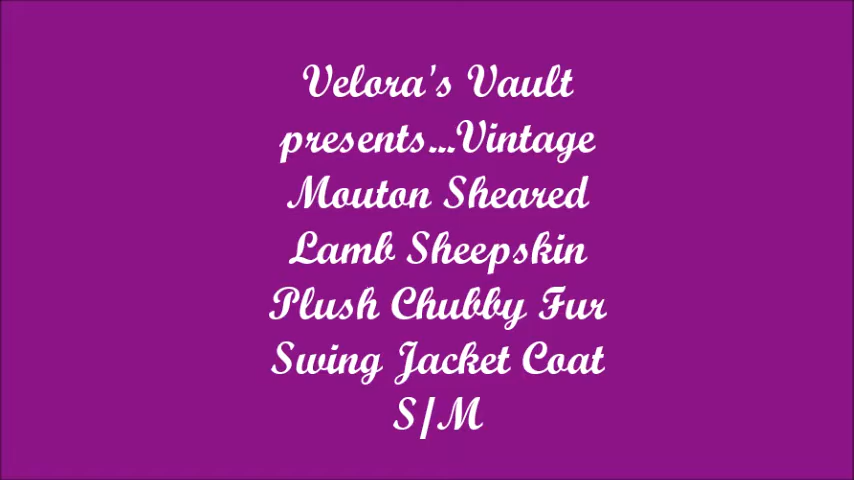 Velora's Vault
presents...Vintage
Mouton Sheared
Lamb Sheepskin
Plush Chubby Fur
Swing Jacket Coat
S/M